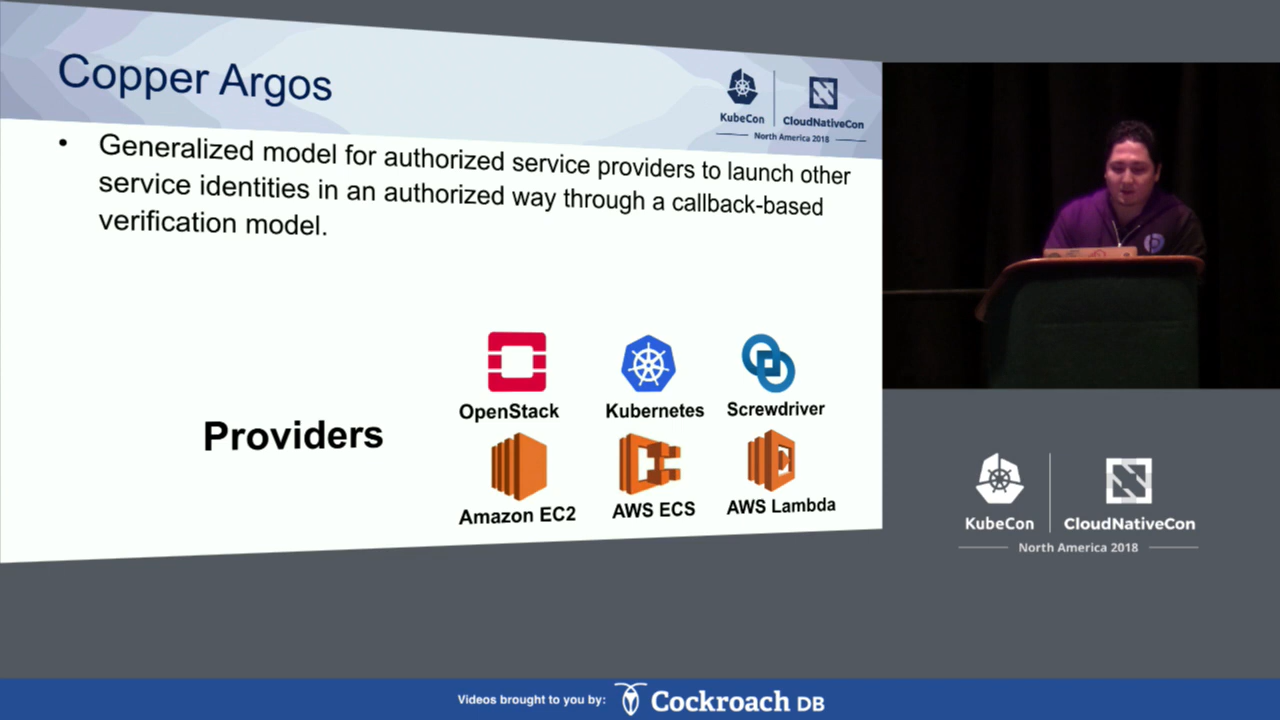 Copper Argos
KubeCon
CloudNativeCon
North America 2018
• Generalized model for authorized service providers to launch other
service identities in an authorized way through a callback-based
verification model.
Providers
OpenStack
Kubernetes
Screwdriver
Amazon EC2
AWS ECS
AWS Lambda
KubeCon
CloudNativeCon
North America 2018
Videos brought to you by:
Cockroach DB